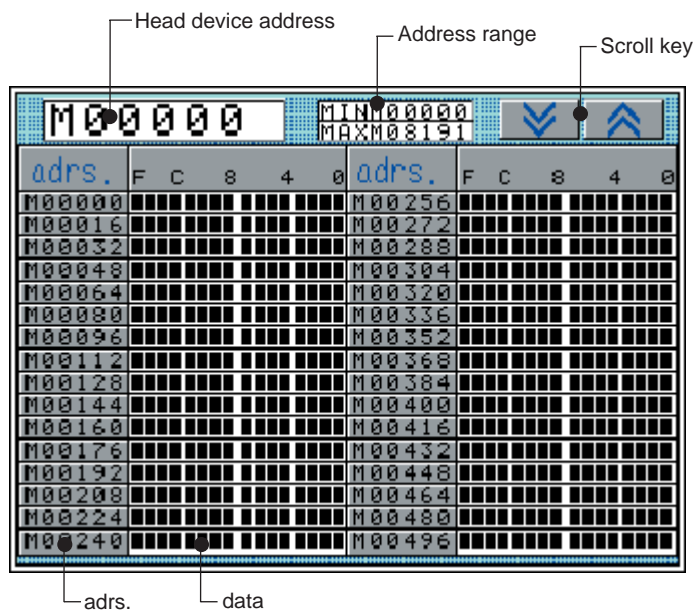 Head device address
Address range
Scroll key
M00000
MIN M00000
MAX M08191
adrs. F C 8 4 0 adrs. F C 8 4 0
M00000 M00256
M00016 M00272
M00032 M00288
M00048 M00304
M00064 M00320
M00080 M00336
M00096 M00352
M00112 M00368
M00128 M00384
M00144 M00400
M00160 M00416
M00176 M00432
M00192 M00448
M00208 M00464
M00224 M00480
M00240 M00496
adrs. data